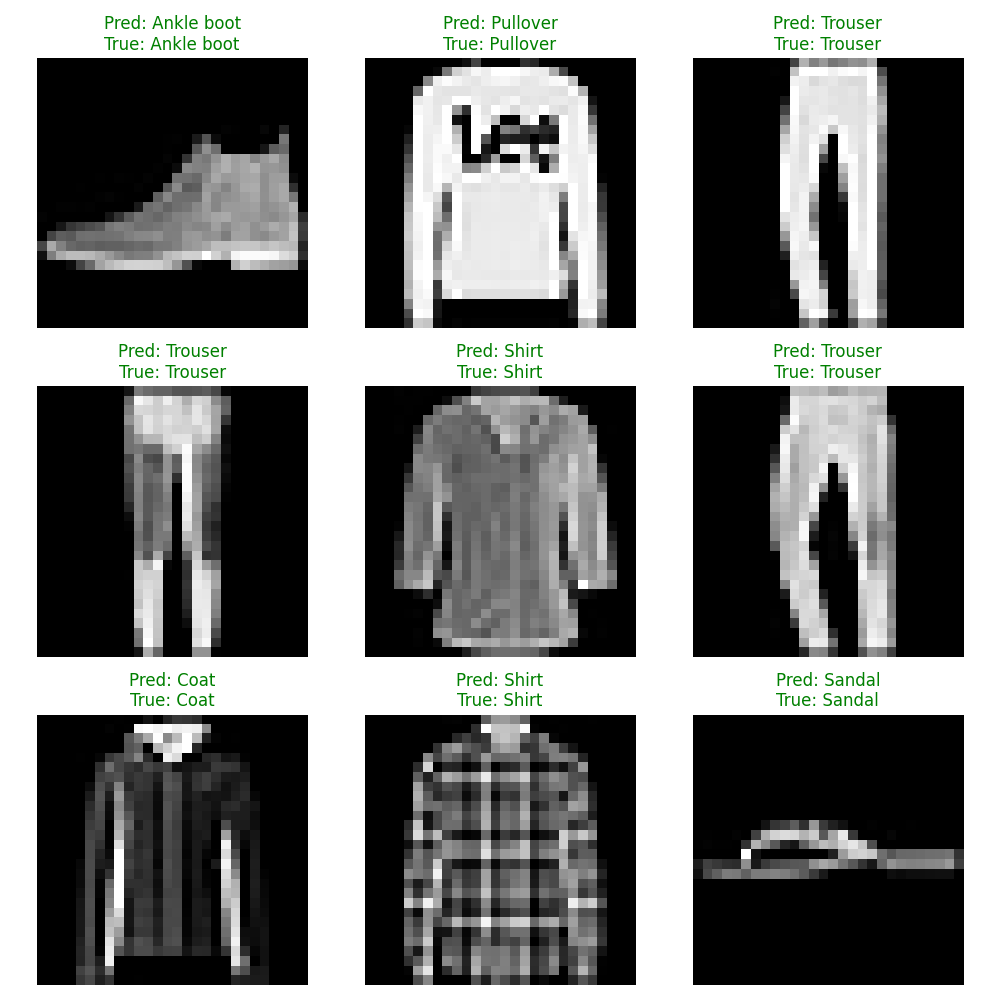 Pred: Ankle boot
True: Ankle boot
Pred: Pullover
True: Pullover
Pred: Trouser
True: Trouser
Lee
Pred: Trouser
True: Trouser
Pred: Shirt
True: Shirt
Pred: Trouser
True: Trouser
Pred: Coat
True: Coat
Pred: Shirt
True: Shirt
Pred: Sandal
True: Sandal